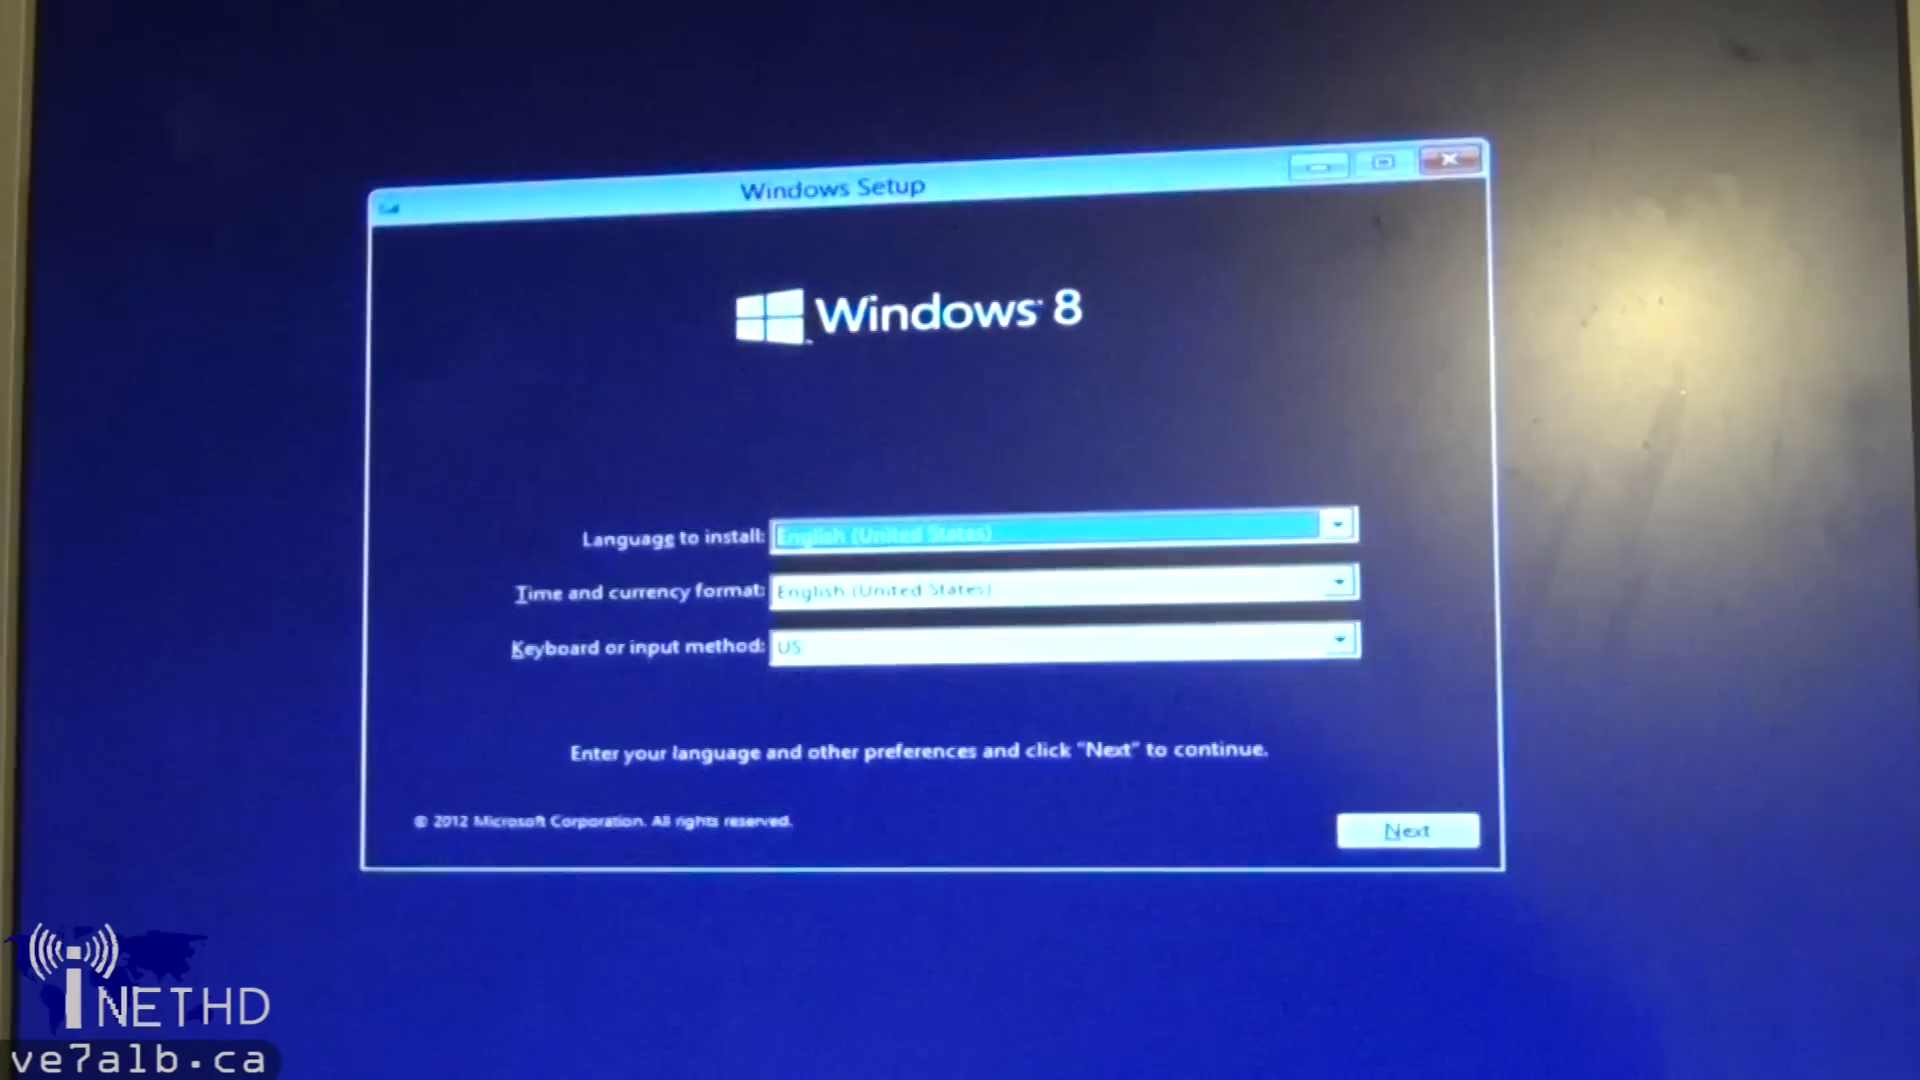 Windows Setup
Windows 8
Language to install: English (United States)
Time and currency format: English (United States)
Keyboard or input method: US
Enter your language and other preferences and click "Next" to continue.
© 2012 Microsoft Corporation. All rights reserved.
Next
iNETHD
ve7alb.ca